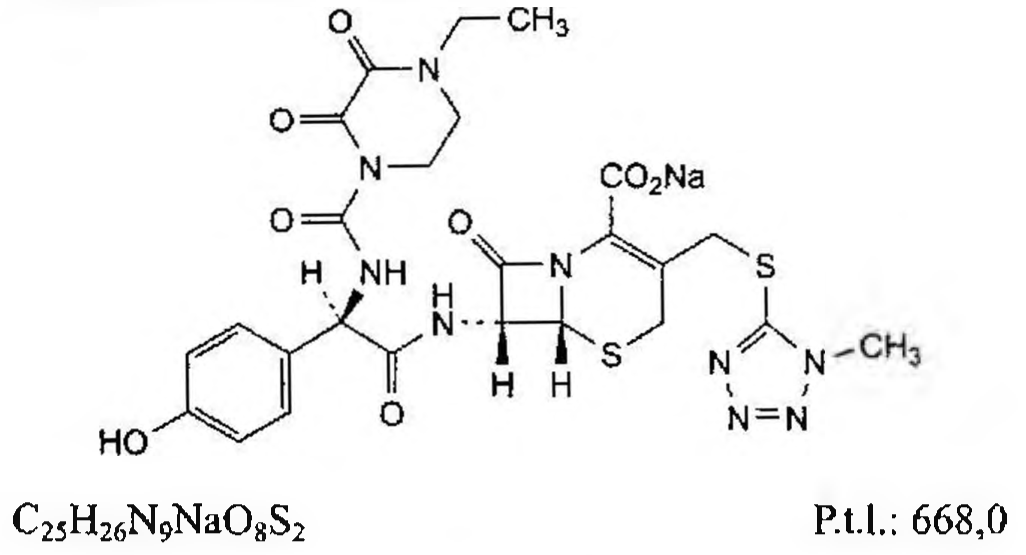 O
CH₃
N
O
N
CO₂Na
O
O
H
NH
N
S
H
N
S
N
N
CH₃
O
H
H
N
N
HO
C₂₅H₂₆N₉NaO₈S₂
P.t.l.: 668,0